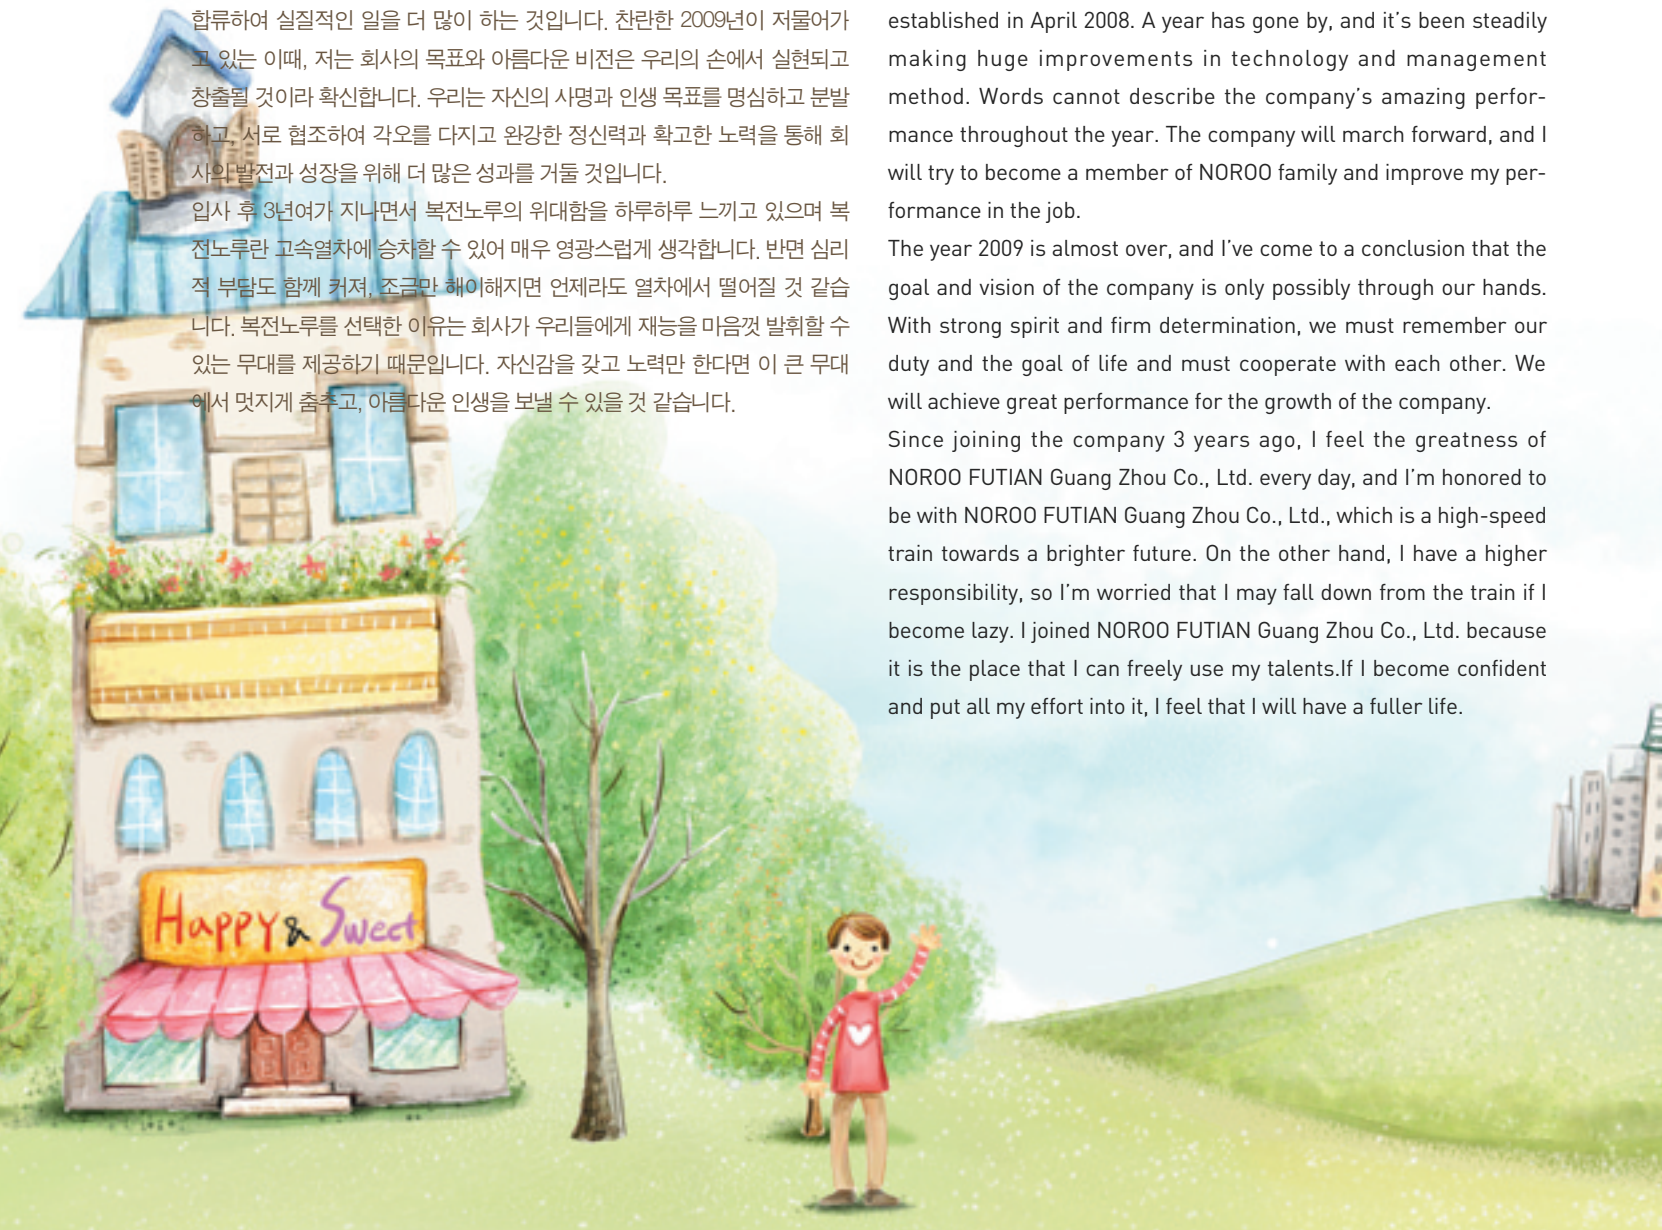 합류하여 실질적인 일을 더 많이 하는 것입니다. 찬란한 2009년이 저물어가
고 있는 이때, 저는 회사의 목표와 아름다운 비전은 우리의 손에서 실현되고
창출될 것이라 확신합니다. 우리는 자신의 사명과 인생 목표를 명심하고 분발
하고, 서로 협조하여 각오를 다지고 완강한 정신력과 확고한 노력을 통해 회
사의 발전과 성장을 위해 더 많은 성과를 거둘 것입니다.
입사 후 3년여가 지나면서 복전노루의 위대함을 하루하루 느끼고 있으며 복
전노루란 고속열차에 승차할 수 있어 매우 영광스럽게 생각합니다. 반면 심리
적 부담도 함께 커져, 조금만 해이해지면 언제라도 열차에서 떨어질 것 같습
니다. 복전노루를 선택한 이유는 회사가 우리들에게 재능을 마음껏 발휘할 수
있는 무대를 제공하기 때문입니다. 자신감을 갖고 노력만 한다면 이 큰 무대
에서 멋지게 춤추고, 아름다운 인생을 보낼 수 있을 것 같습니다.
established in April 2008. A year has gone by, and it's been steadily
making huge improvements in technology and management
method. Words cannot describe the company's amazing perfor-
mance throughout the year. The company will march forward, and I
will try to become a member of NOROO family and improve my per-
formance in the job.
The year 2009 is almost over, and I've come to a conclusion that the
goal and vision of the company is only possibly through our hands.
With strong spirit and firm determination, we must remember our
duty and the goal of life and must cooperate with each other. We
will achieve great performance for the growth of the company.
Since joining the company 3 years ago, I feel the greatness of
NOROO FUTIAN Guang Zhou Co., Ltd. every day, and I'm honored to
be with NOROO FUTIAN Guang Zhou Co., Ltd., which is a high-speed
train towards a brighter future. On the other hand, I have a higher
responsibility, so I'm worried that I may fall down from the train if I
become lazy. I joined NOROO FUTIAN Guang Zhou Co., Ltd. because
it is the place that I can freely use my talents.If I become confident
and put all my effort into it, I feel that I will have a fuller life.
Happy & Sweet